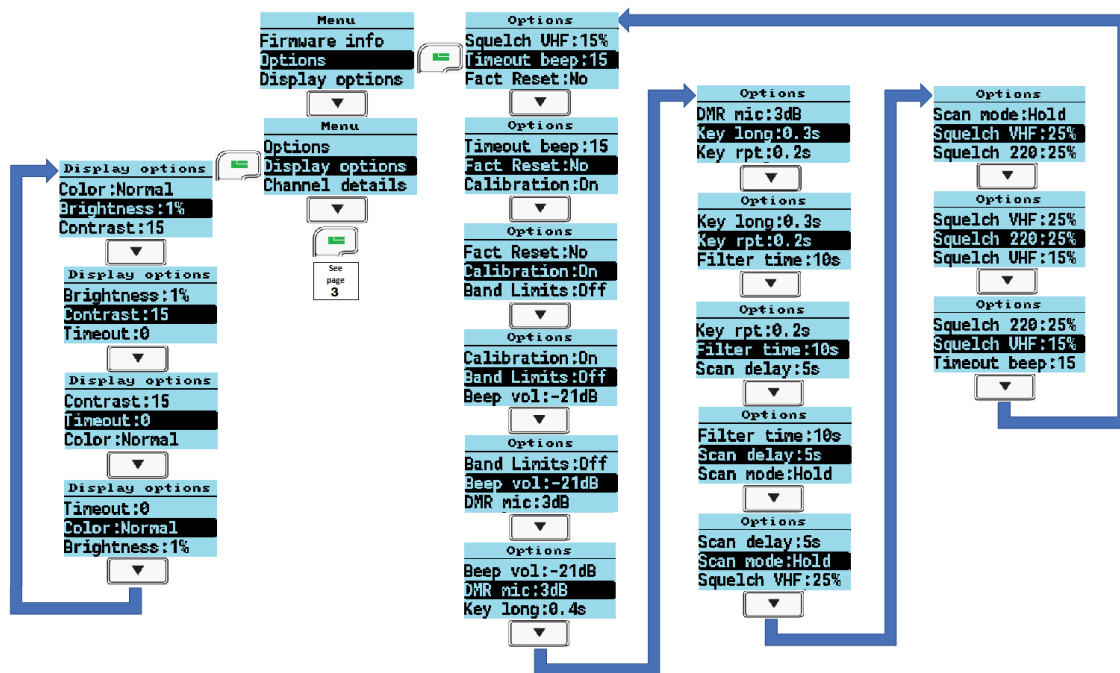 Menu
Firmware info
Options
Display options
Menu
Options
Display options
Channel details
See
page
3
Display options
Color:Normal
Brightness:1%
Contrast:15
Display options
Brightness:1%
Contrast:15
Timeout:0
Display options
Contrast:15
Timeout:0
Color:Normal
Display options
Timeout:0
Color:Normal
Brightness:1%
Options
Squelch VHF:15%
Timeout beep:15
Fact Reset:No
Options
Timeout beep:15
Fact Reset:No
Calibration:On
Options
Fact Reset:No
Calibration:On
Band Limits:Off
Options
Calibration:On
Band Limits:Off
Beep vol:-21dB
Options
Band Limits:Off
Beep vol:-21dB
DMR mic:3dB
Options
Beep vol:-21dB
DMR mic:3dB
Key long:0.4s
Options
DMR mic:3dB
Key long:0.3s
Key rpt:0.2s
Options
Key long:0.3s
Key rpt:0.2s
Filter time:10s
Options
Key rpt:0.2s
Filter time:10s
Scan delay:5s
Options
Filter time:10s
Scan delay:5s
Scan mode:Hold
Options
Scan delay:5s
Scan mode:Hold
Squelch VHF:25%
Options
Scan mode:Hold
Squelch VHF:25%
Squelch 220:25%
Options
Squelch VHF:25%
Squelch 220:25%
Squelch VHF:15%
Options
Squelch 220:25%
Squelch VHF:15%
Timeout beep:15